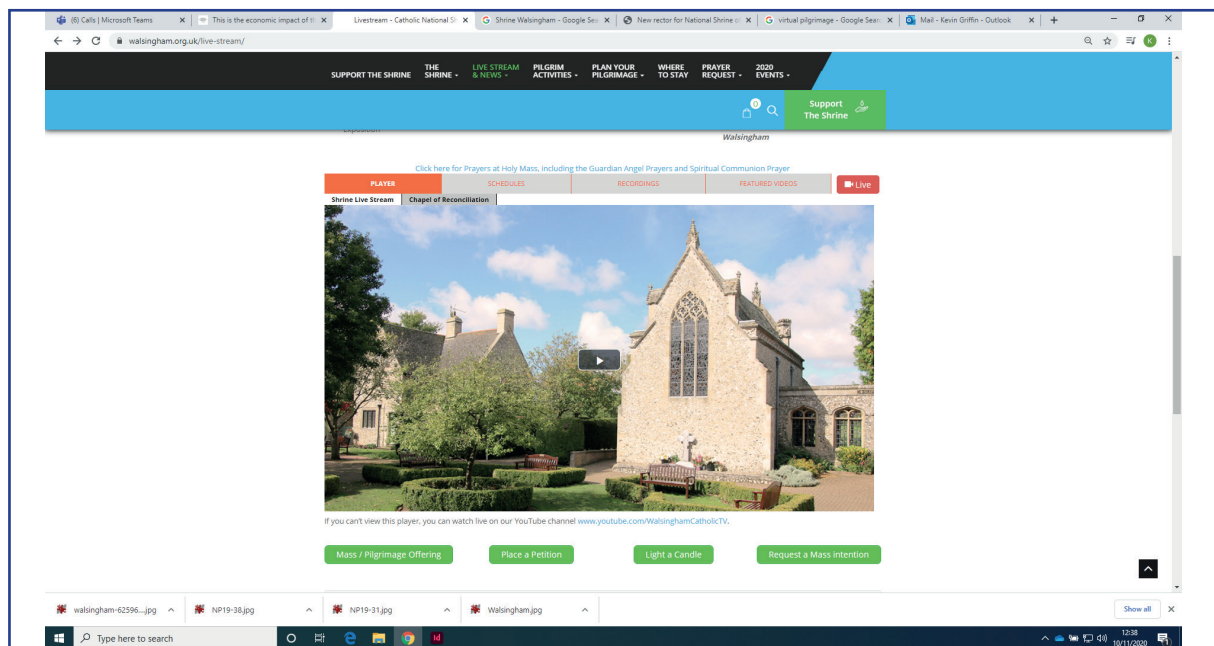 (6) Calls | Microsoft Teams
This is the economic impact of th
Livestream - Catholic National Sh
Shrine Walsingham - Google Sea
New rector for National Shrine o
virtual pilgrimage - Google Searc
Mail - Kevin Griffin - Outlook
walsingham.org.uk/live-stream/
K
SUPPORT THE SHRINE
THE
SHRINE
LIVE STREAM
& NEWS
PILGRIM
ACTIVITIES
PLAN YOUR
PILGRIMAGE
WHERE
TO STAY
PRAYER
REQUEST
2020
EVENTS
0
Support
The Shrine
Exposition
Walsingham
Click here for Prayers at Holy Mass, including the Guardian Angel Prayers and Spiritual Communion Prayer
PLAYER
SCHEDULES
RECORDINGS
FEATURED VIDEOS
Live
Shrine Live Stream
Chapel of Reconciliation
If you can't view this player, you can watch live on our YouTube channel www.youtube.com/WalsinghamCatholicTV.
Mass / Pilgrimage Offering
Place a Petition
Light a Candle
Request a Mass intention
walsingham-62596....jpg
NP19-38.jpg
NP19-31.jpg
Walsingham.jpg
Show all
Type here to search
Id
12:38
10/11/2020